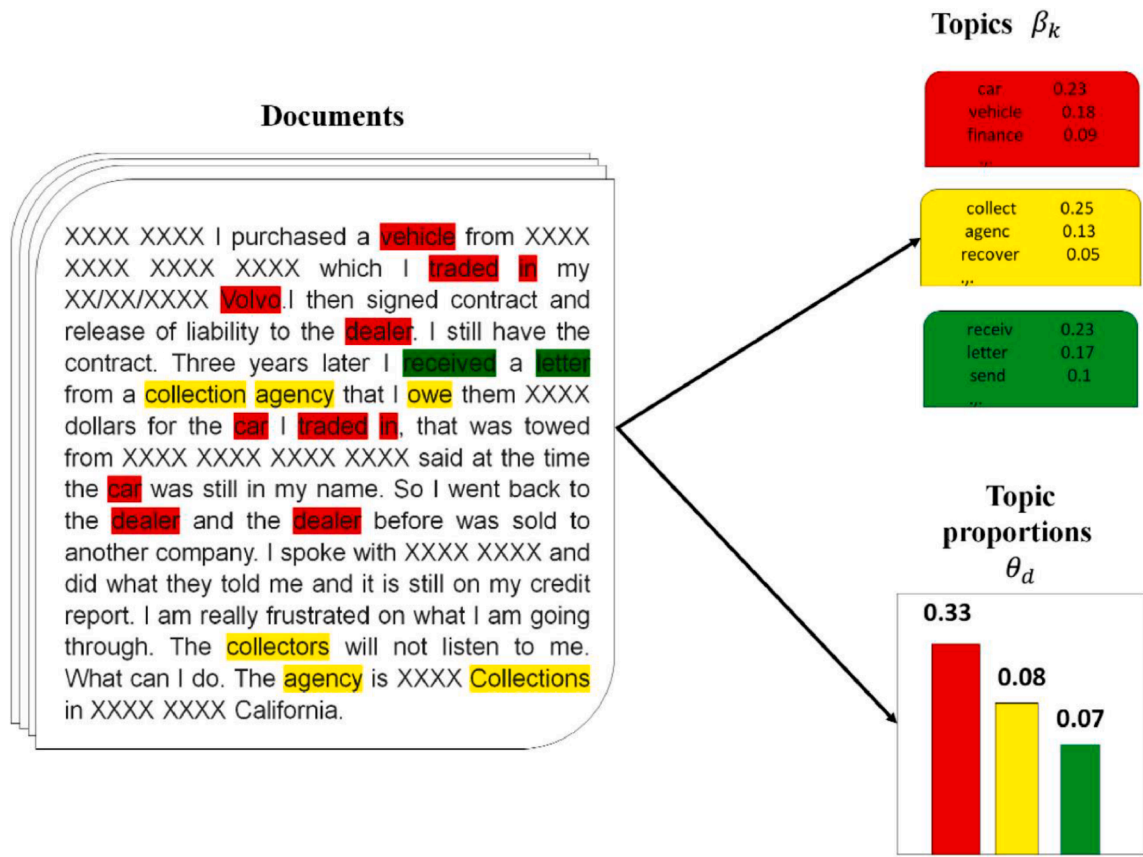 Documents
XXXX XXXX I purchased a vehicle from XXXX
XXXX XXXX XXXX which I traded in my
XX/XX/XXXX Volvo.I then signed contract and
release of liability to the dealer. I still have the
contract. Three years later I received a letter
from a collection agency that I owe them XXXX
dollars for the car I traded in, that was towed
from XXXX XXXX XXXX XXXX said at the time
the car was still in my name. So I went back to
the dealer and the dealer before was sold to
another company. I spoke with XXXX XXXX and
did what they told me and it is still on my credit
report. I am really frustrated on what I am going
through. The collectors will not listen to me.
What can I do. The agency is XXXX Collections
in XXXX XXXX California.
Topics βk
car 0.23
vehicle 0.18
finance 0.09
...
collect 0.25
agenc 0.13
recover 0.05
...
receiv 0.23
letter 0.17
send 0.1
...
Topic
proportions
θd
0.33
0.08
0.07